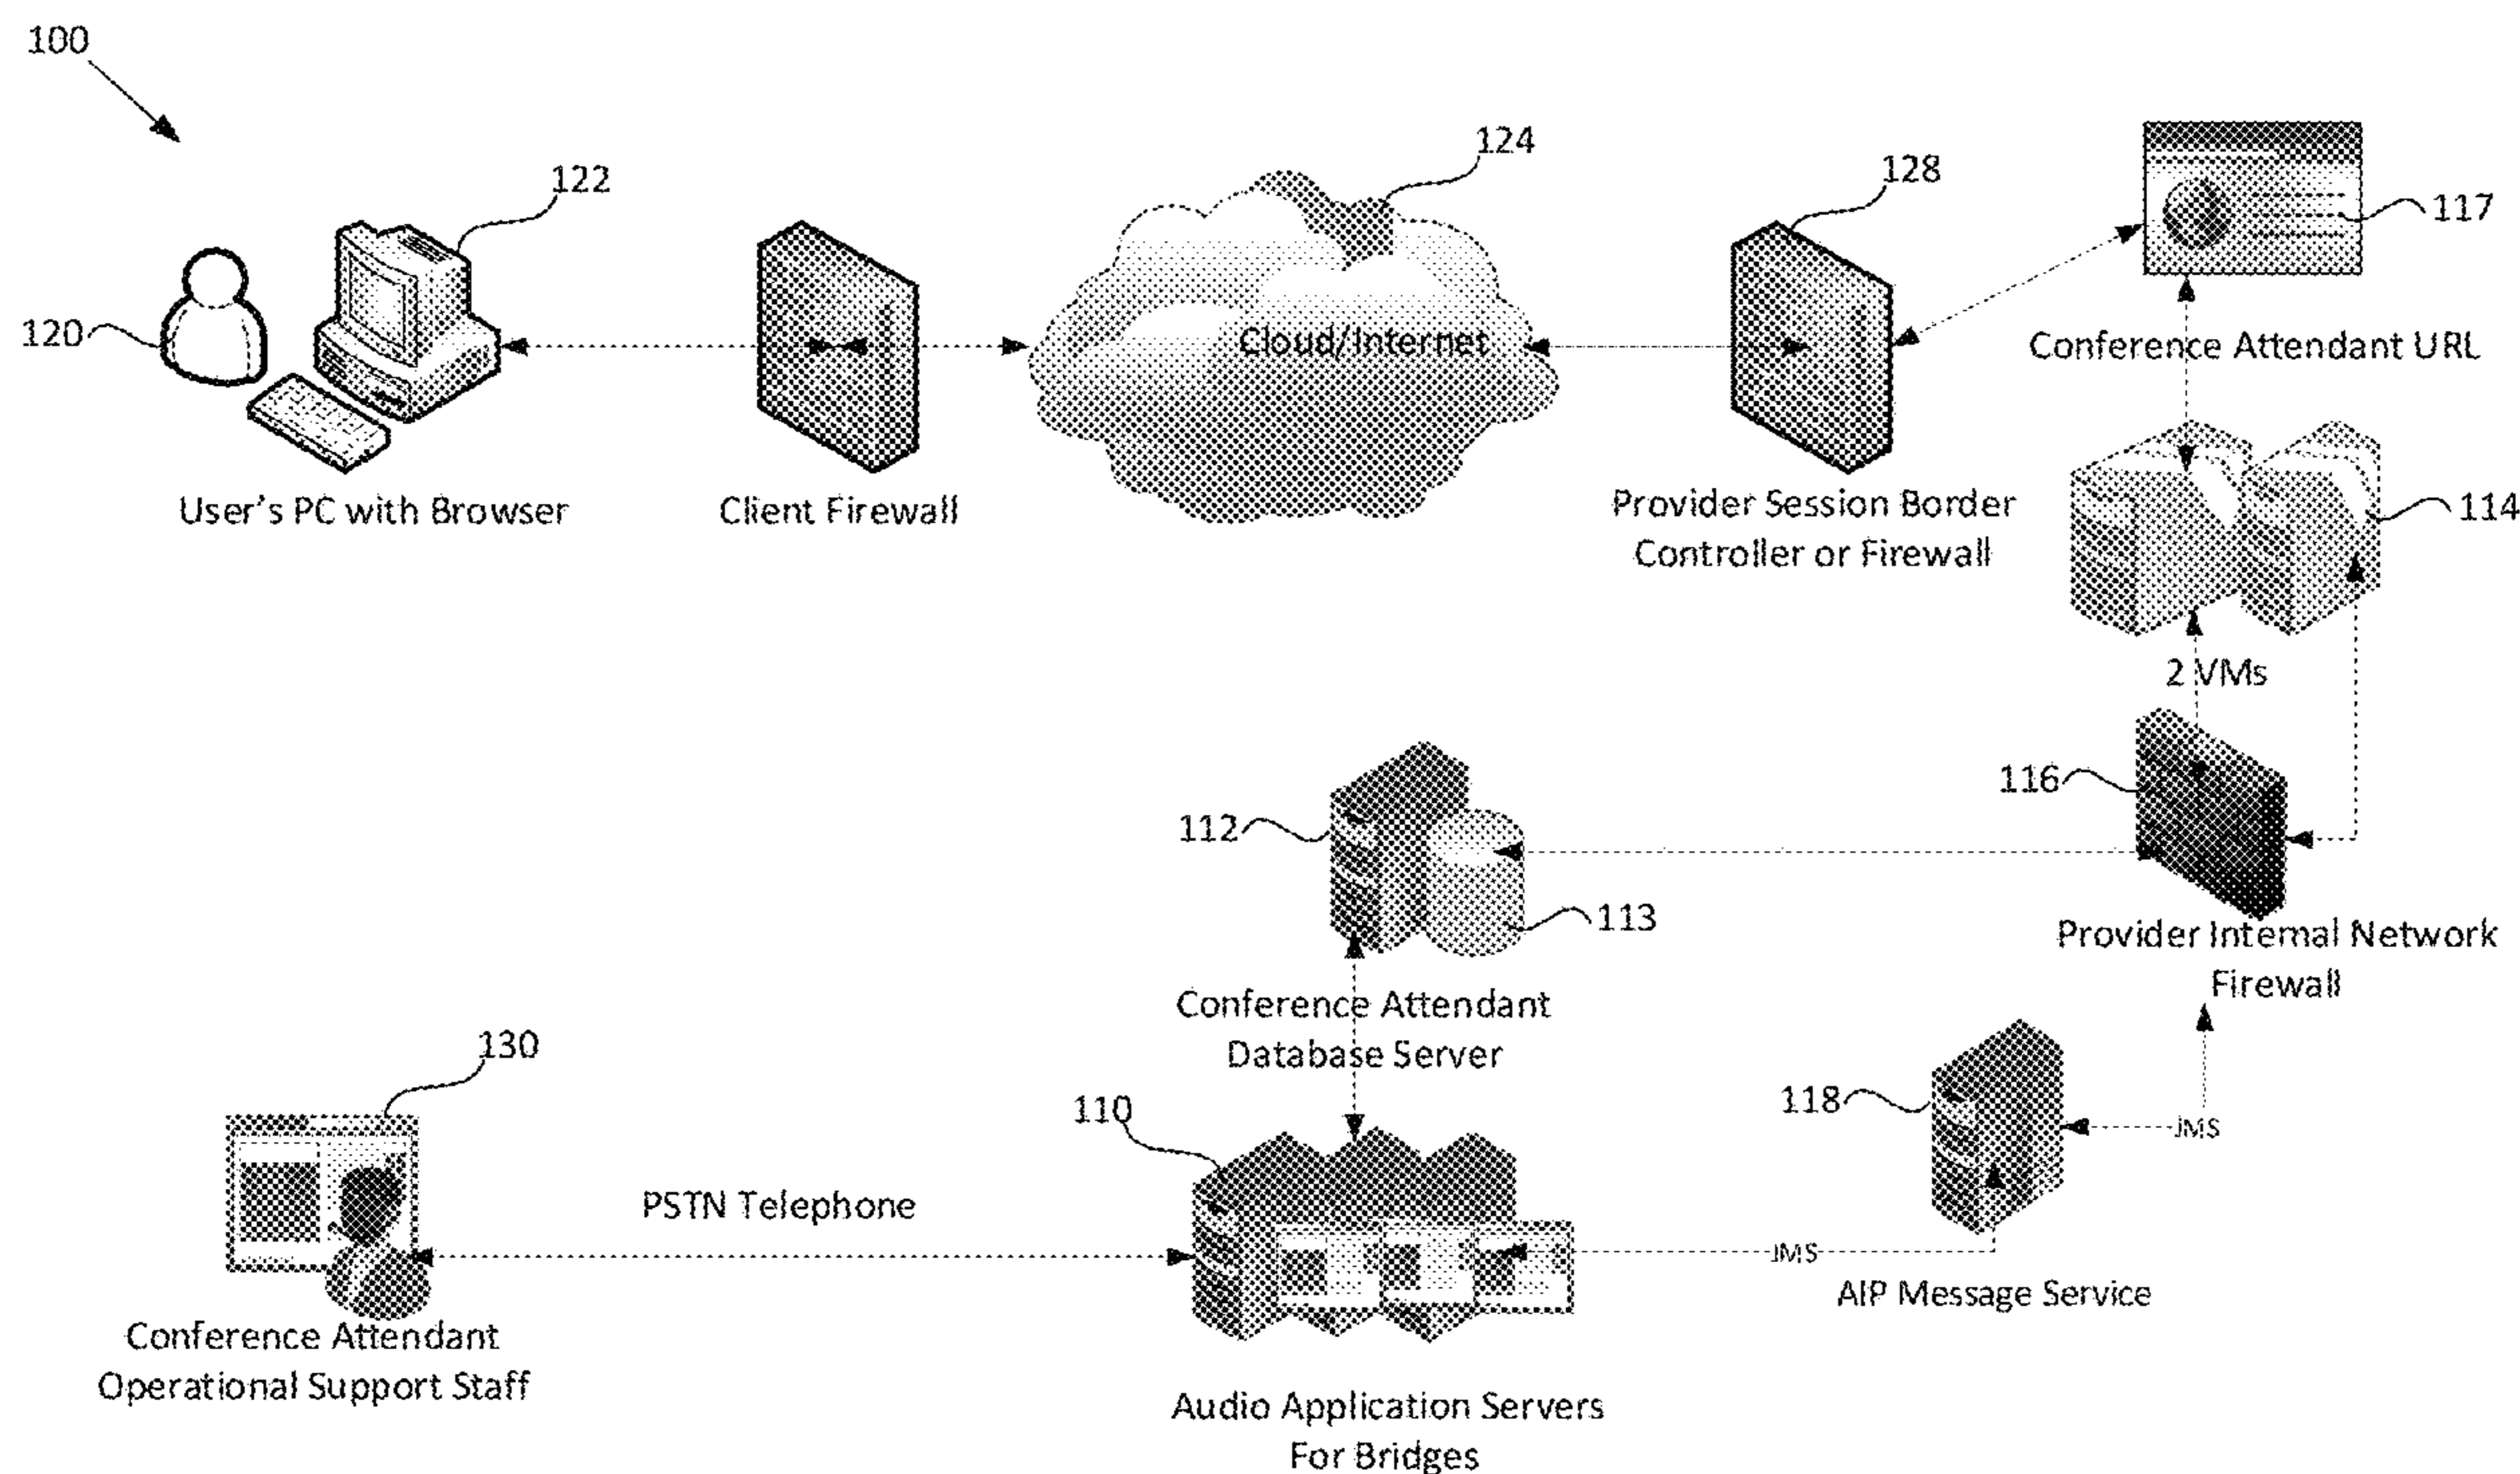 100
122
124
128
117
120
Cloud/Internet
Conference Attendant URL
User's PC with Browser
Client Firewall
Provider Session Border
Controller or Firewall
114
2 VMs
116
112
113
Provider Internal Network
Firewall
Conference Attendant
Database Server
130
110
118
JMS
PSTN Telephone
JMS
AIP Message Service
Conference Attendant
Operational Support Staff
Audio Application Servers
For Bridges